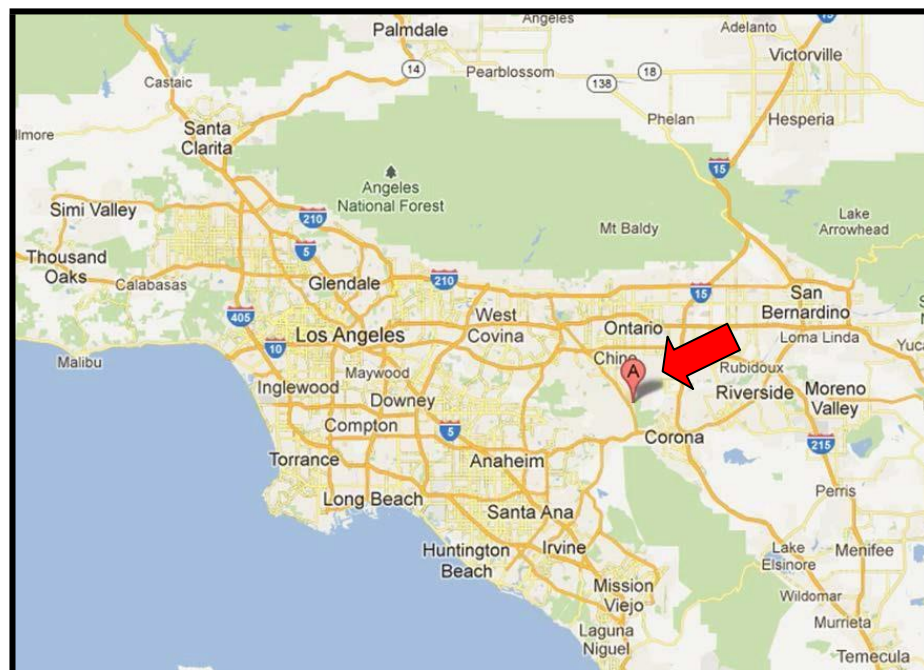 Angeles
15
Palmdale
Adelanto
Victorville
14
Pearblossom
18
138
Castaic
Phelan
Hesperia
Santa
Clarita
15
Angeles
National Forest
Simi Valley
210
Mt Baldy
Lake
Arrowhead
5
Thousand
Oaks
Calabasas
Glendale
210
15
San
Bernardino
West
Covina
405
Los Angeles
Ontario
Loma Linda
10
Chino
Malibu
Maywood
A
Rubidoux
Inglewood
Downey
Riverside
Moreno
Valley
Compton
5
Corona
215
Torrance
Anaheim
Long Beach
Perris
Santa Ana
Huntington
Beach
Irvine
Lake
Elsinore
Menifee
Mission
Viejo
Wildomar
Laguna
Niguel
Murrieta
Temecula